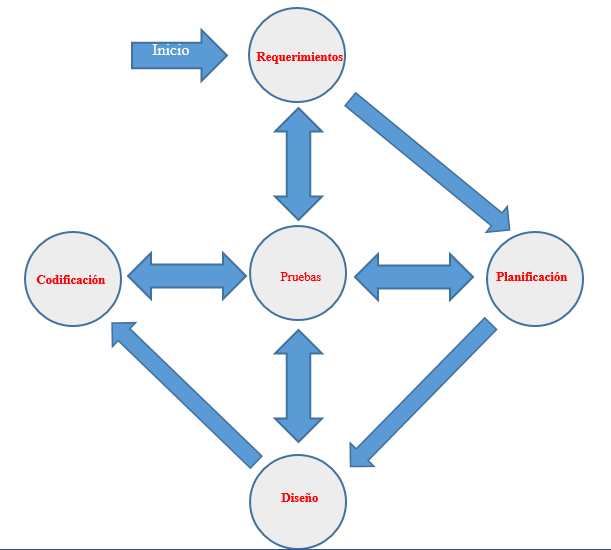 Inicio
Requerimientos
Codificación
Pruebas
Planificación
Diseño